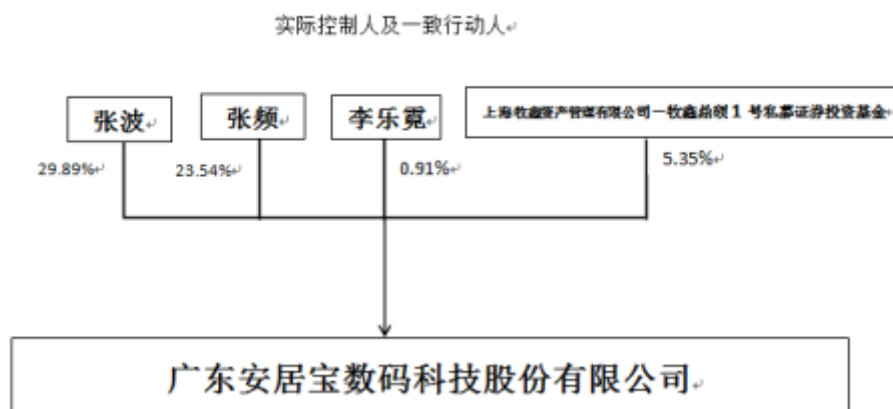 实际控制人及一致行动人
张波
张频
李乐霓
上海牧鑫资产管理有限公司—牧鑫鼎硕1号私募证券投资基金
29.89%
23.54%
0.91%
5.35%
广东安居宝数码科技股份有限公司